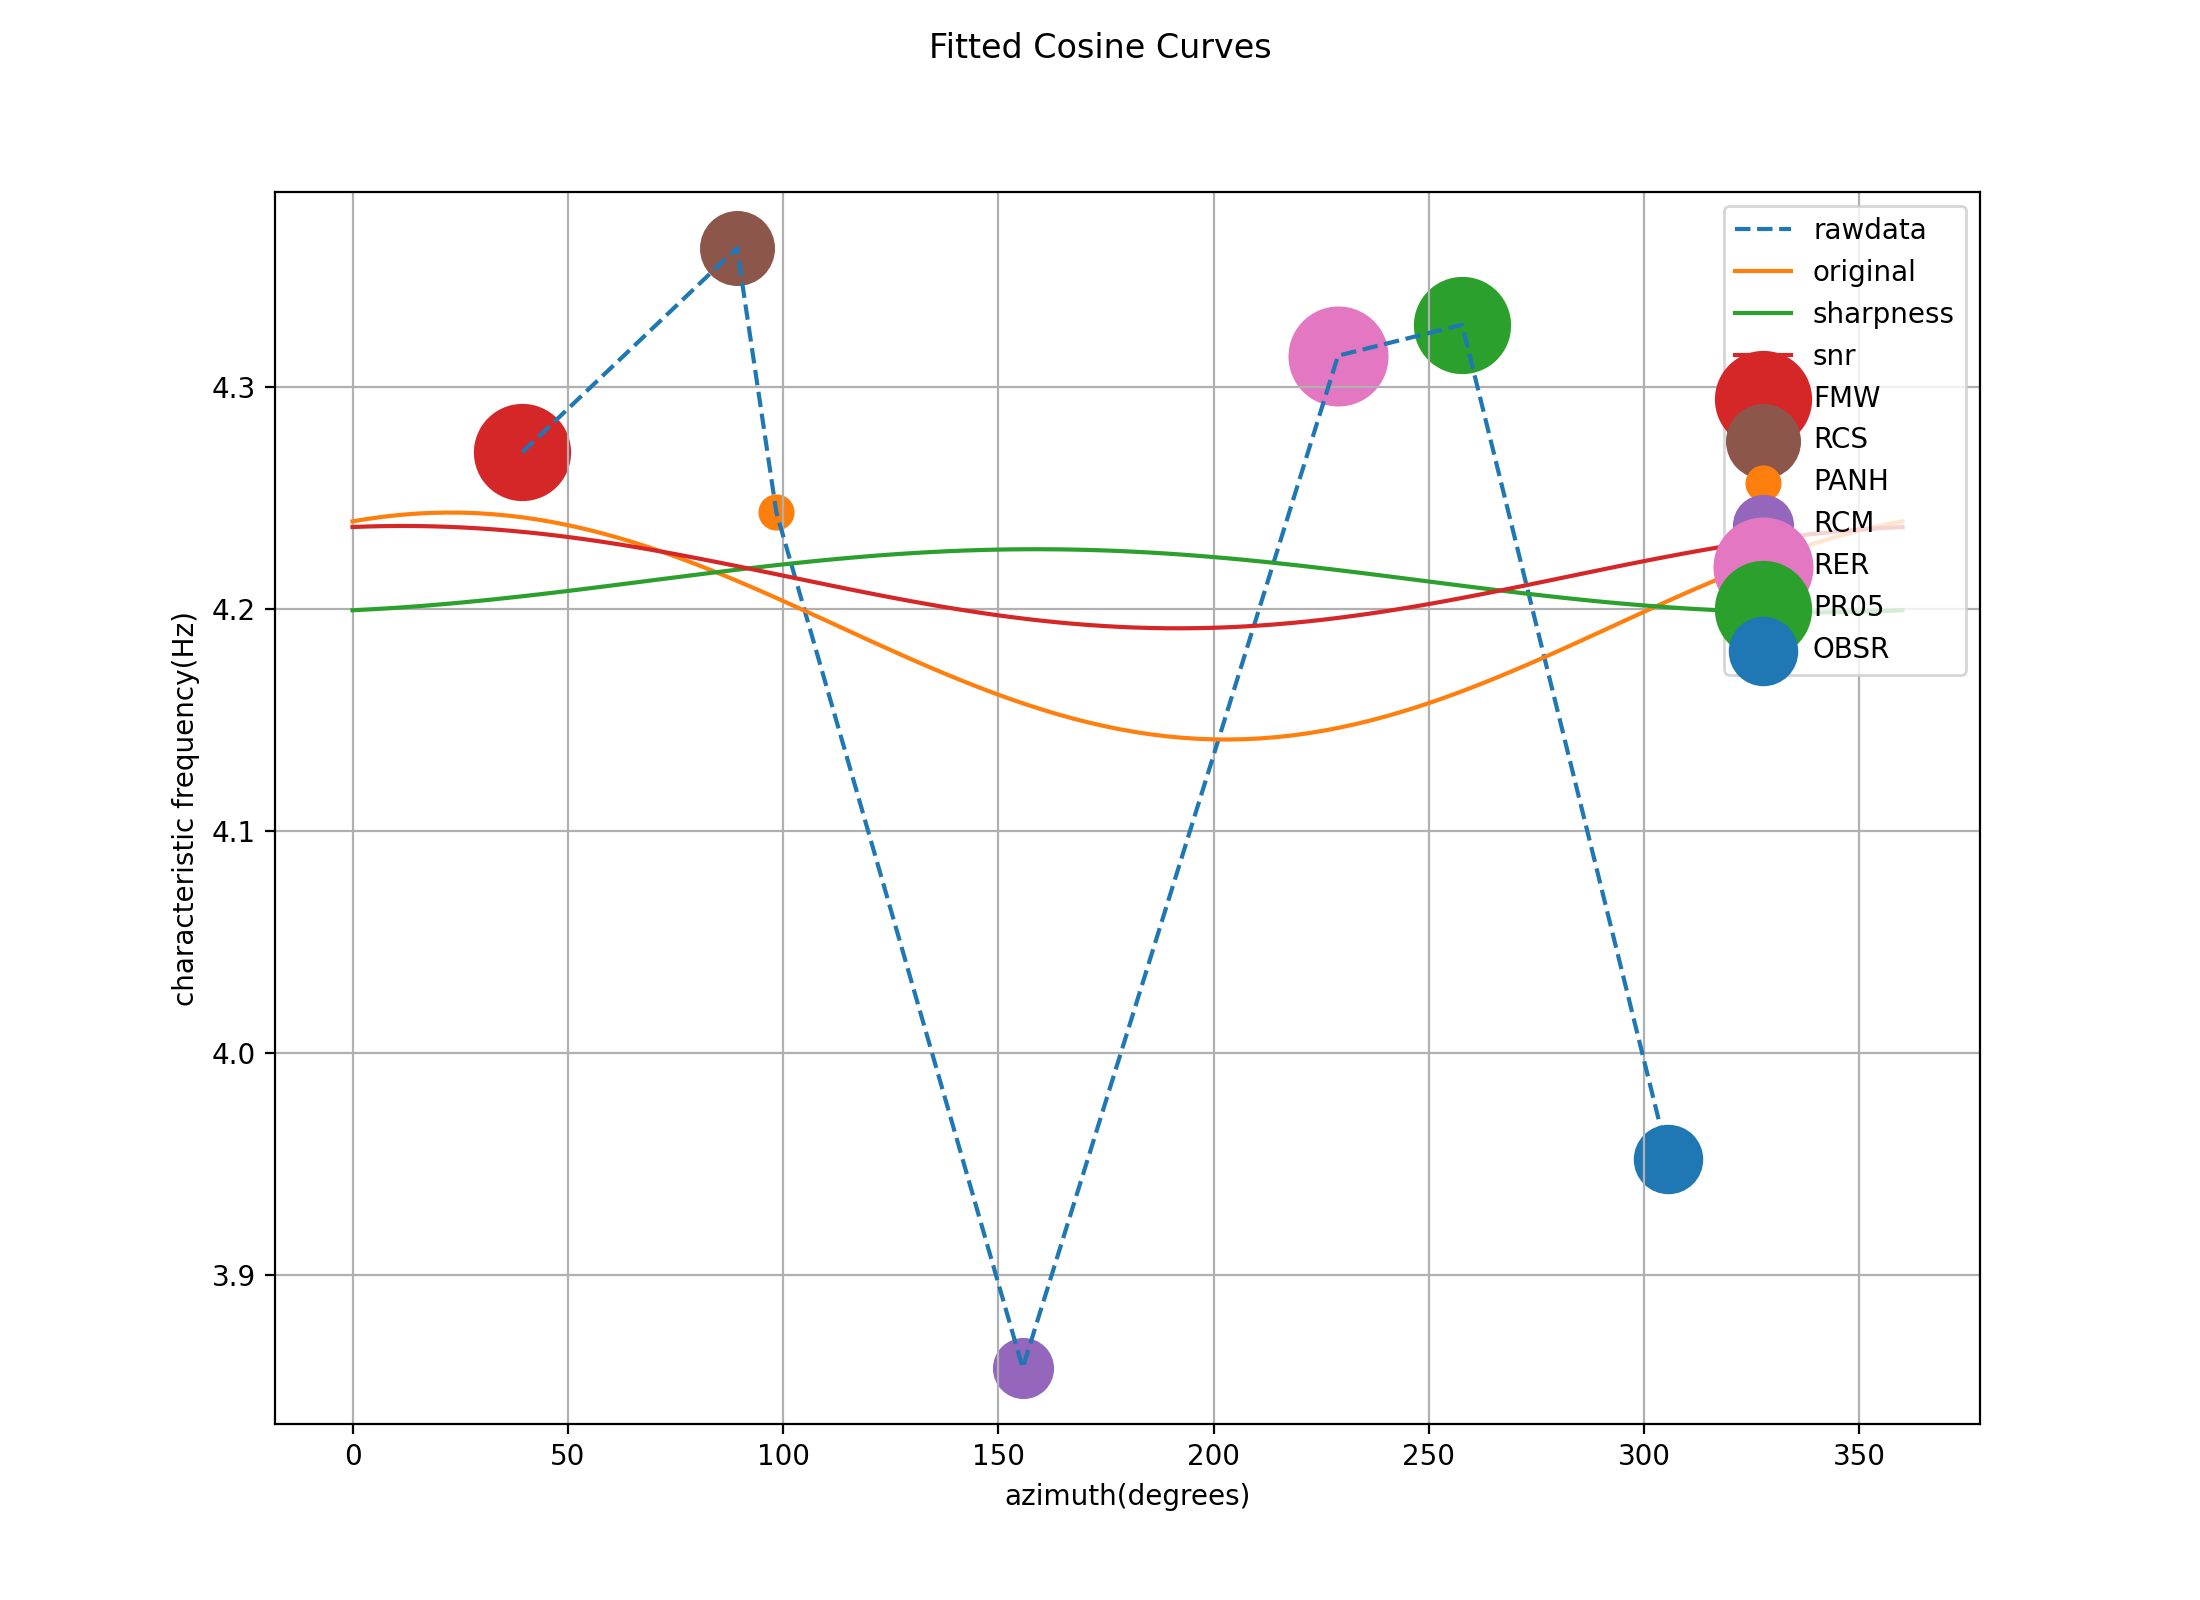 Fitted Cosine Curves
rawdata
original
sharpness
snr
FMW
RCS
PANH
RCM
RER
PR05
OBSR
4.3
4.2
4.1
4.0
3.9
characteristic frequency(Hz)
0 50 100 150 200 250 300 350
azimuth(degrees)